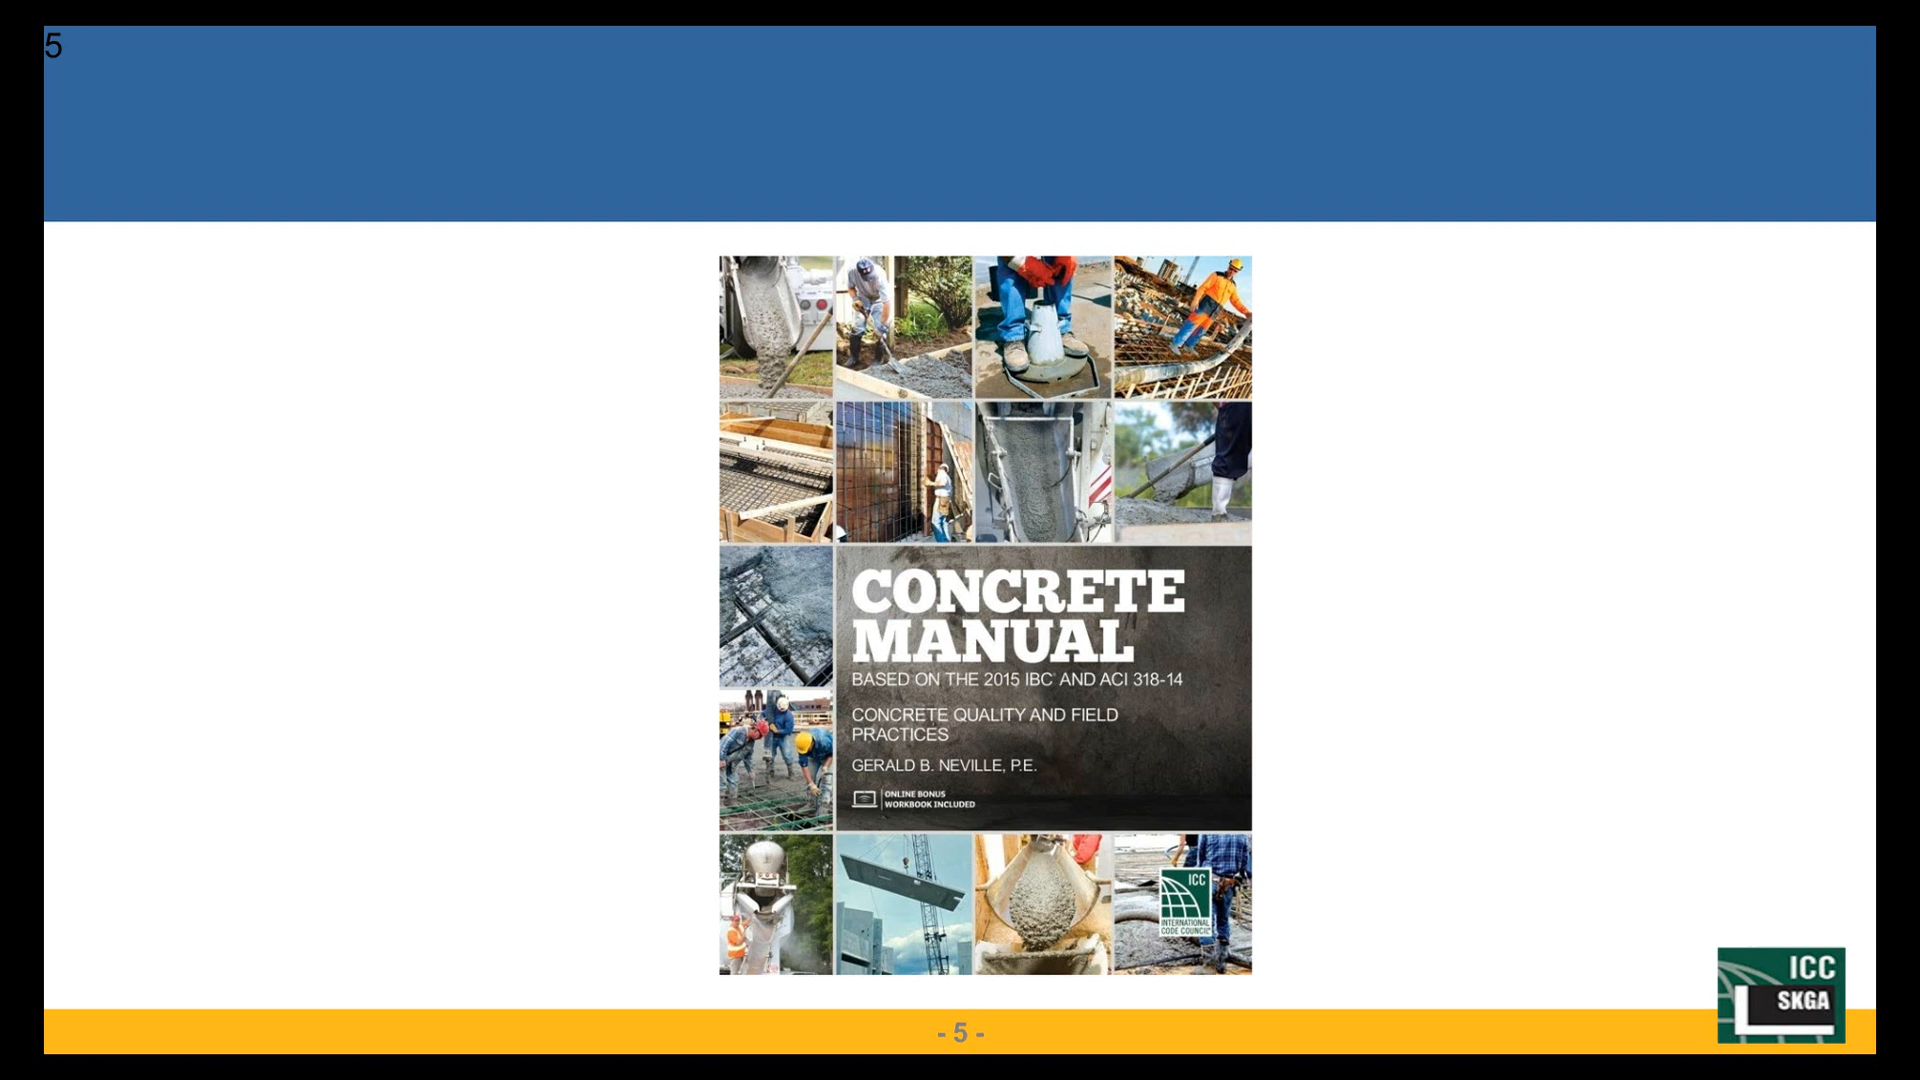 5
CONCRETE
MANUAL
BASED ON THE 2015 IBC AND ACI 318-14
CONCRETE QUALITY AND FIELD
PRACTICES
GERALD B. NEVILLE, P.E.
ONLINE BONUS
WORKBOOK INCLUDED
ICC
INTERNATIONAL
CODE COUNCIL
ICC
SKGA
- 5 -